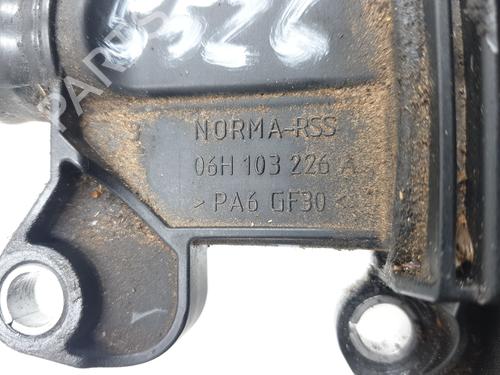 NORMA-RSS
06H 103 226 A
> PA6 GF30 <